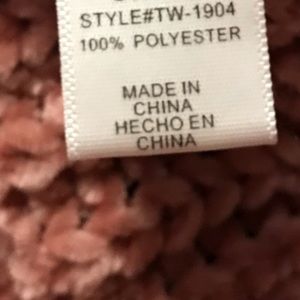 STYLE#TW-1904
100% POLYESTER
MADE IN
CHINA
HECHO EN
CHINA